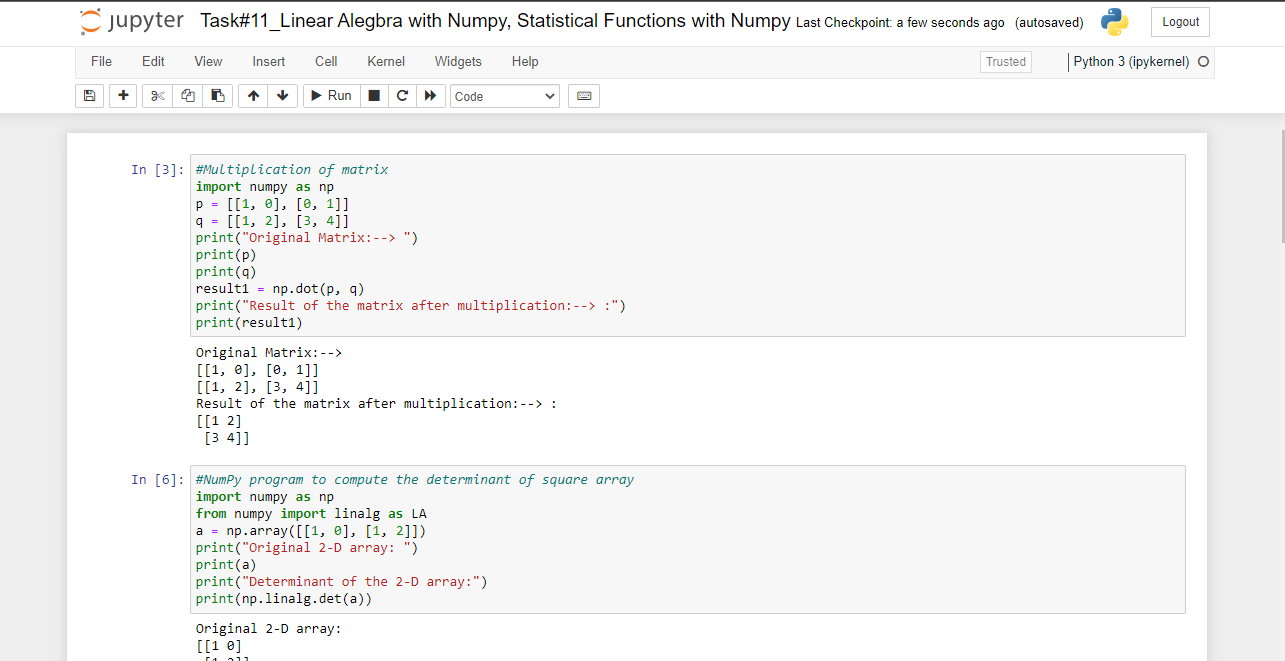 jupyter Task#11_Linear Alegbra with Numpy, Statistical Functions with Numpy Last Checkpoint: a few seconds ago (autosaved) Logout
File Edit View Insert Cell Kernel Widgets Help Trusted Python 3 (ipykernel)
Run Code
In [3]: #Multiplication of matrix
import numpy as np
p = [[1, 0], [0, 1]]
q = [[1, 2], [3, 4]]
print("Original Matrix:--> ")
print(p)
print(q)
result1 = np.dot(p, q)
print("Result of the matrix after multiplication:--> :")
print(result1)
Original Matrix:-->
[[1, 0], [0, 1]]
[[1, 2], [3, 4]]
Result of the matrix after multiplication:--> :
[[1 2]
[3 4]]
In [6]: #NumPy program to compute the determinant of square array
import numpy as np
from numpy import linalg as LA
a = np.array([[1, 0], [1, 2]])
print("Original 2-D array: ")
print(a)
print("Determinant of the 2-D array:")
print(np.linalg.det(a))
Original 2-D array:
[[1 0]